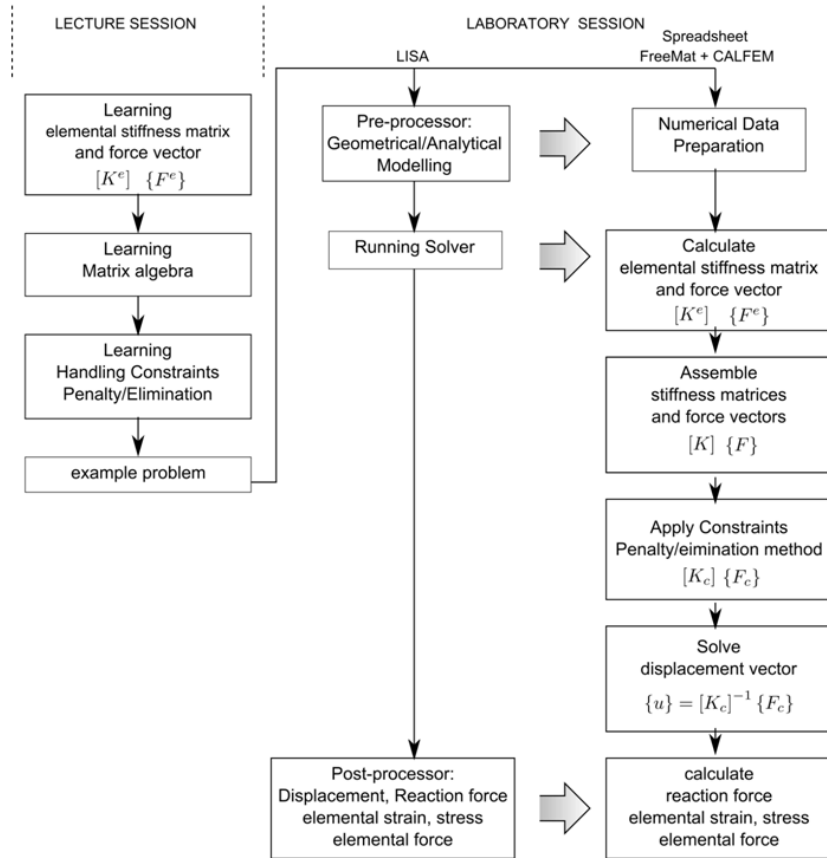 LECTURE SESSION
LABORATORY SESSION
LISA
Spreadsheet
FreeMat + CALFEM
Learning
elemental stiffness matrix
and force vector
[K^e] {F^e}
Learning
Matrix algebra
Learning
Handling Constraints
Penalty/Elimination
example problem
Pre-processor:
Geometrical/Analytical
Modelling
Running Solver
Post-processor:
Displacement, Reaction force
elemental strain, stress
elemental force
Numerical Data
Preparation
Calculate
elemental stiffness matrix
and force vector
[K^e] {F^e}
Assemble
stiffness matrices
and force vectors
[K] {F}
Apply Constraints
Penalty/eimination method
[K_c] {F_c}
Solve
displacement vector
{u} = [K_c]^{-1} {F_c}
calculate
reaction force
elemental strain, stress
elemental force